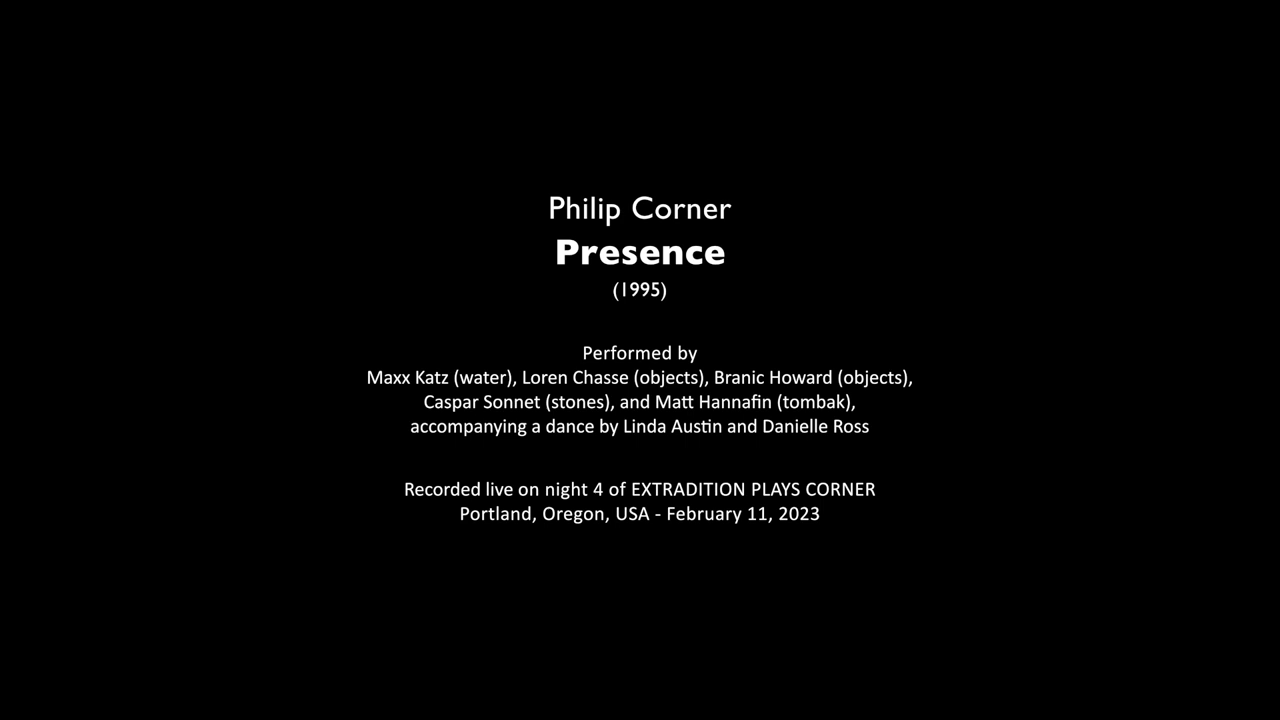 Philip Corner
Presence
(1995)
Performed by
Maxx Katz (water), Loren Chasse (objects), Branic Howard (objects),
Caspar Sonnet (stones), and Matt Hannafin (tombak),
accompanying a dance by Linda Austin and Danielle Ross
Recorded live on night 4 of EXTRADITION PLAYS CORNER
Portland, Oregon, USA - February 11, 2023